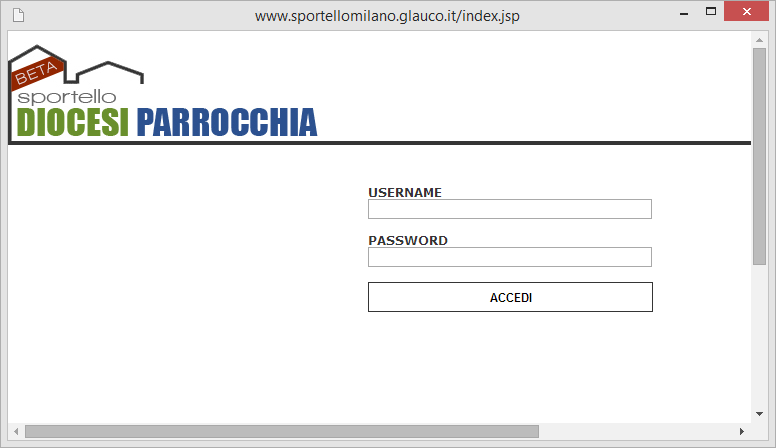 www.sportellomilano.glauco.it/index.jsp
BETA
sportello
DIOCESI PARROCCHIA
USERNAME
PASSWORD
ACCEDI